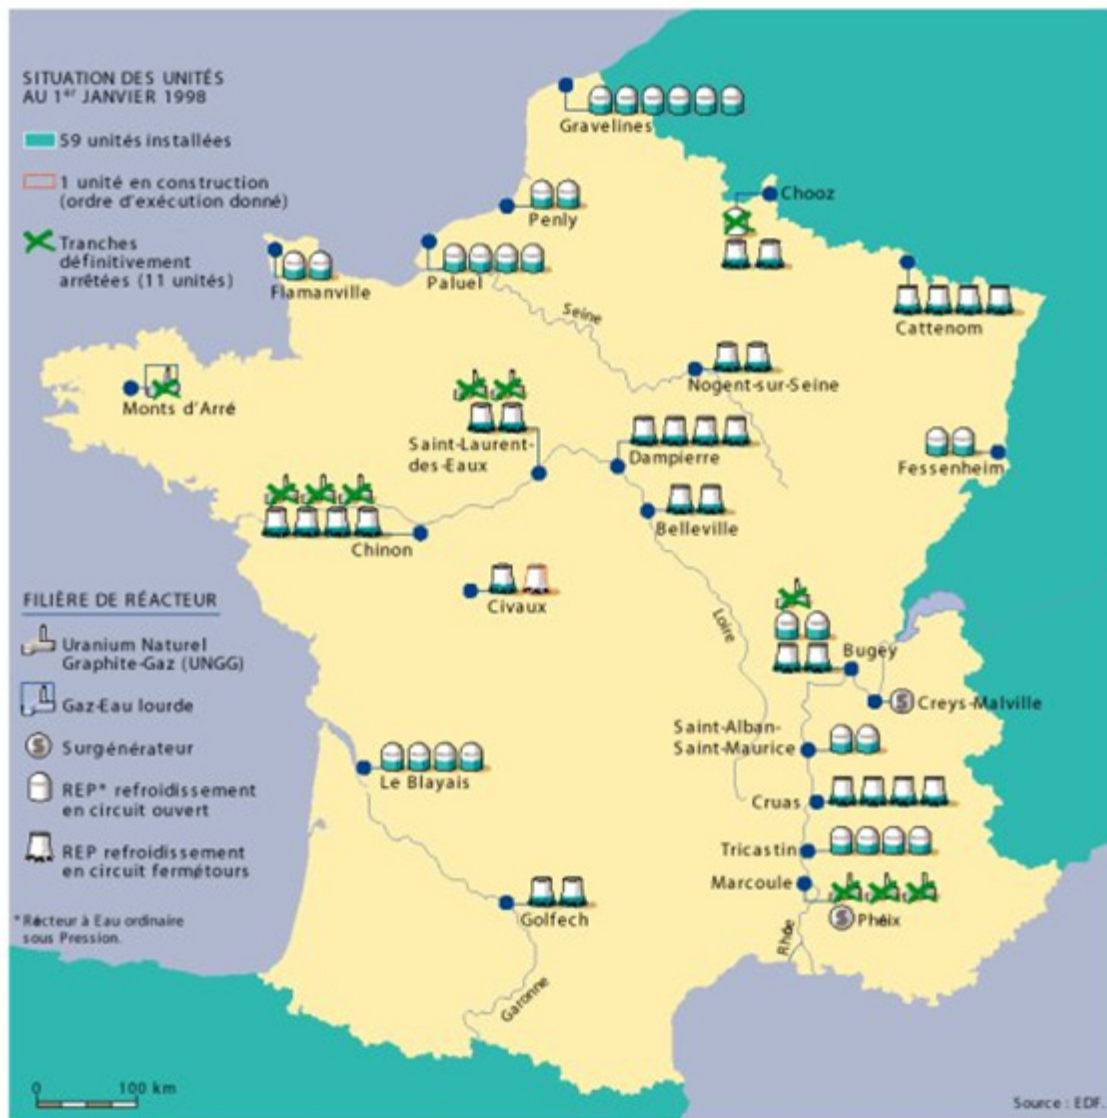 SITUATION DES UNITÉS
AU 1er JANVIER 1998
59 unités installées
1 unité en construction
(ordre d'exécution donné)
Tranches
définitivement
arrêtées (11 unités)
Gravelines
Chooz
Penly
Flamanville
Paluel
Seine
Cattenom
Monts d'Arré
Nogent-sur-Seine
Saint-Laurent-
des-Eaux
Dampierre
Fessenheim
Chinon
Belleville
Civaux
Loire
Bugey
Creys-Malville
FILIÈRE DE RÉACTEUR
Uranium Naturel
Graphite-Gaz (UNGG)
Gaz-Eau lourde
S Surgénérateur
REP* refroidissement
en circuit ouvert
REP refroidissement
en circuit fermétours
* Récteur à Eau ordinaire
sous Pression.
Saint-Alban-
Saint-Maurice
Le Blayais
Cruas
Tricastin
Marcoule
S Phéix
Golfech
Rhôe
Garonne
0 100 km
Source : EDF.